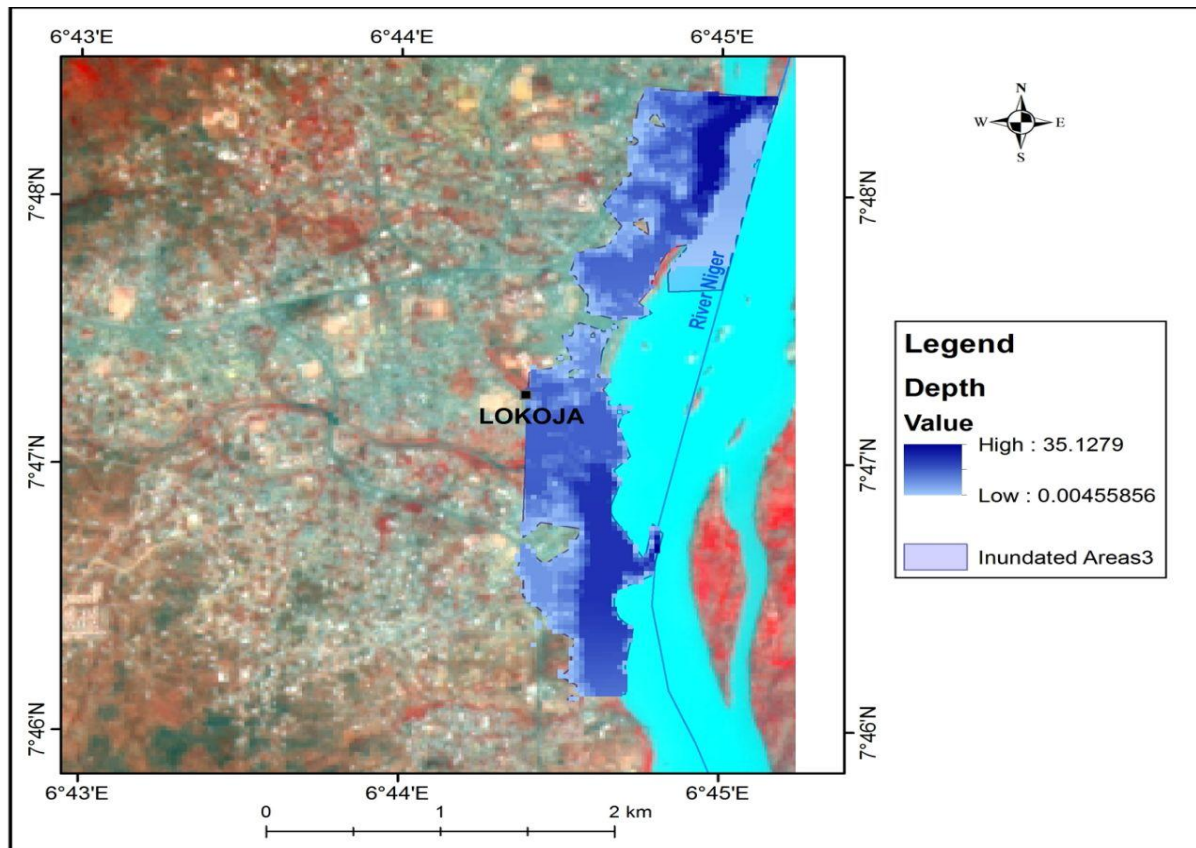 6°43'E
6°44'E
6°45'E
N
W
E
S
7°48'N
7°48'N
River Niger
LOKOJA
Legend
Depth
Value
High : 35.1279
Low : 0.00455856
Inundated Areas3
7°47'N
7°47'N
7°46'N
7°46'N
6°43'E
6°44'E
6°45'E
0
1
2 km